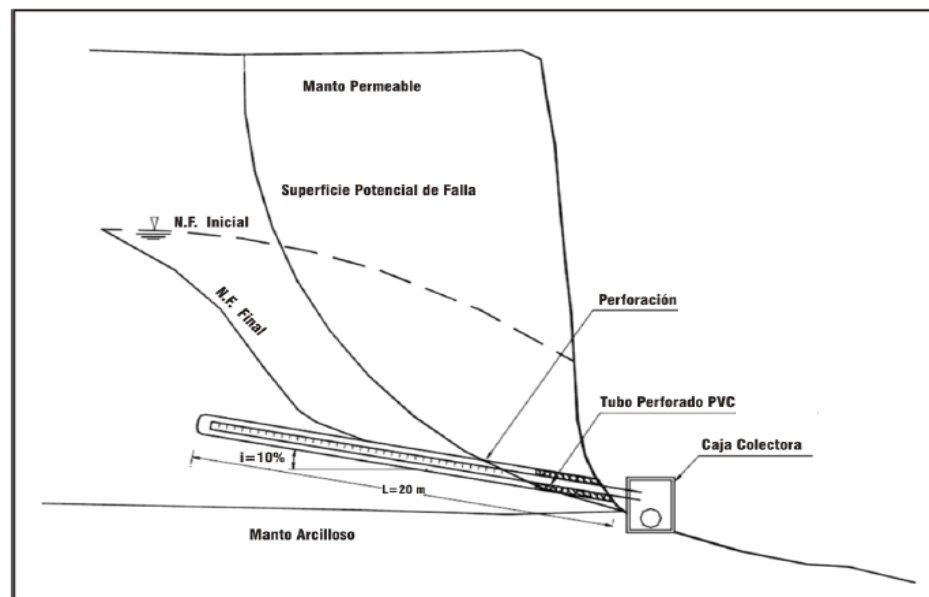 Manto Permeable
Superficie Potencial de Falla
N.F. Inicial
N.F. Final
Perforación
Tubo Perforado PVC
Caja Colectora
i=10%
L=20 m
Manto Arcilloso